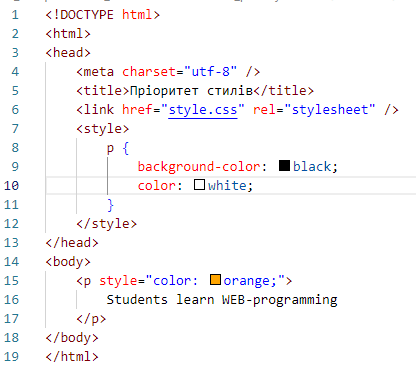 1 <!DOCTYPE html>
2 <html>
3 <head>
4     <meta charset="utf-8" />
5     <title>Пріоритет стилів</title>
6     <link href="style.css" rel="stylesheet" />
7     <style>
8         p {
9             background-color: black;
10             color: white;
11         }
12     </style>
13 </head>
14 <body>
15     <p style="color: orange;">
16         Students learn WEB-programming
17     </p>
18 </body>
19 </html>